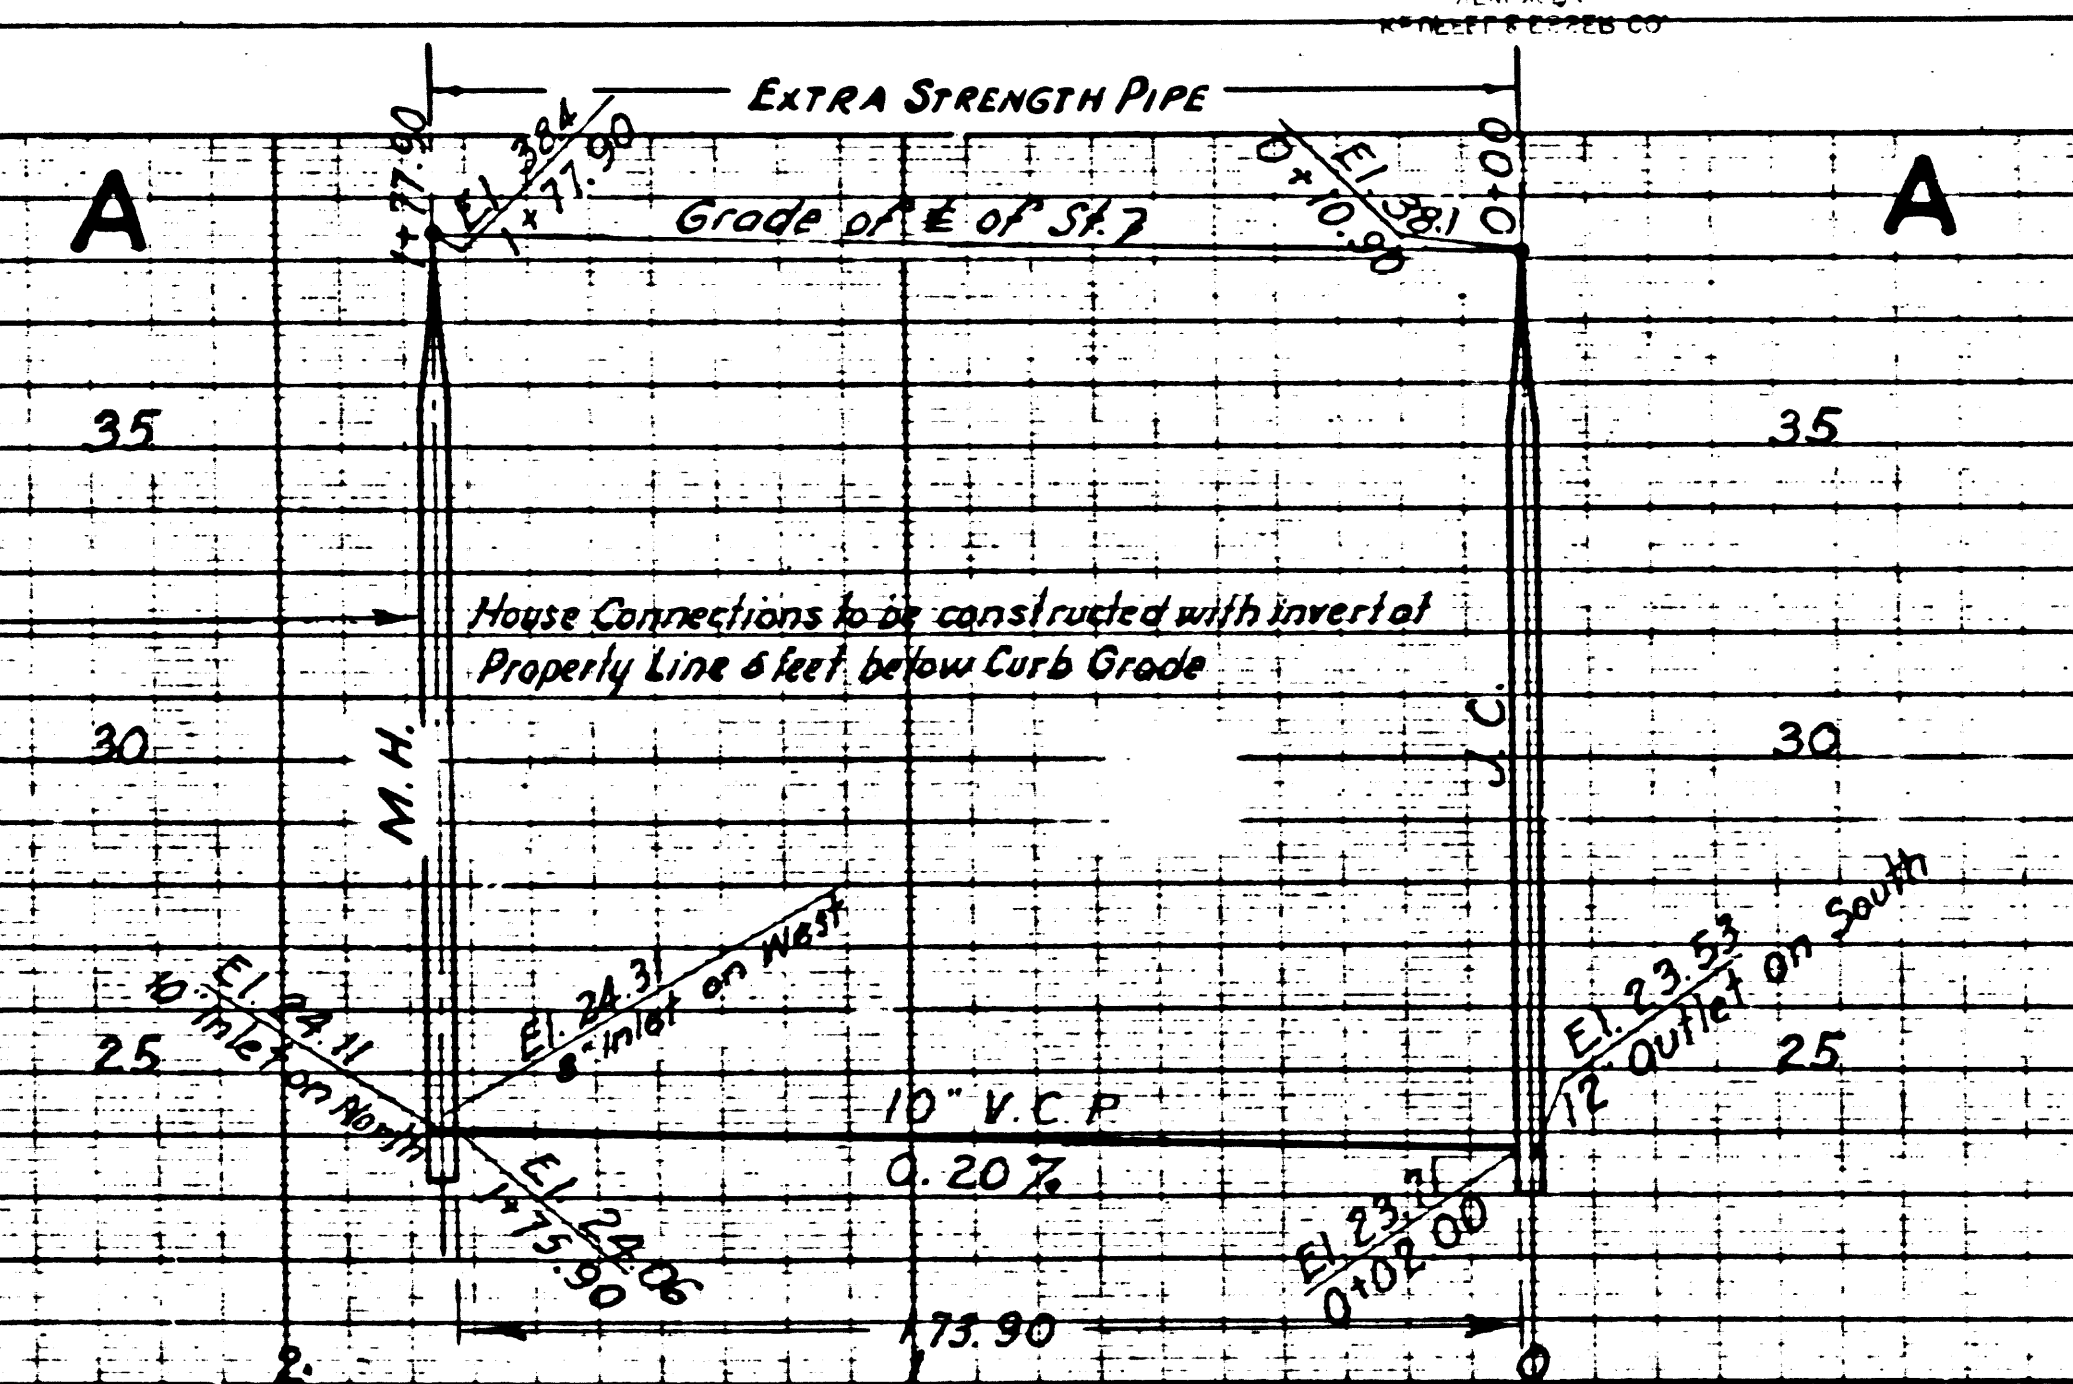 EXTRA STRENGTH PIPE
1+77.90
El. 38.4
1+77.90
El. 38.1
0+10.90
0+00
A
A
Grade of ℄ of St.
35
35
House Connections to be constructed with invert at
Property Line 6 feet below Curb Grade
M. H.
J. C.
30
30
El. 24.11
Inlet on North
El. 24.31
8" Inlet on West
El. 23.53
12" Outlet on South
25
25
10" V.C.P.
0.20%
El. 24.06
1+75.90
El. 23.71
0+02.00
173.90
2
1
0